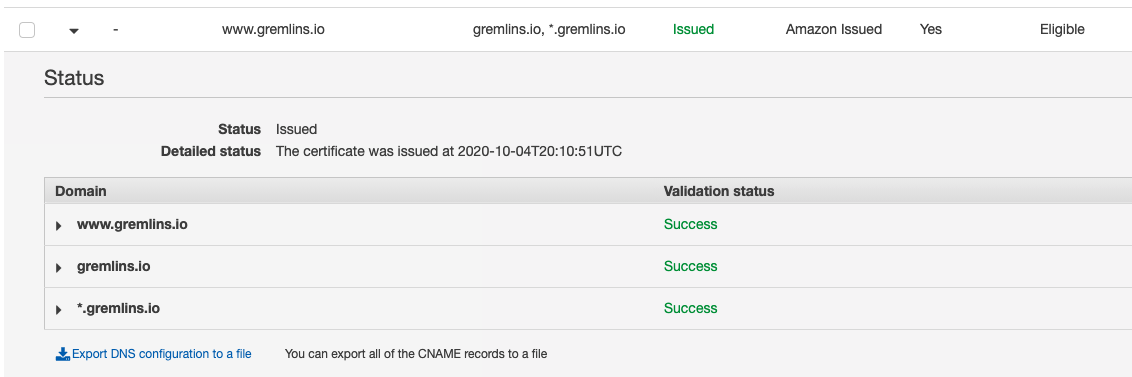 - www.gremlins.io gremlins.io, *.gremlins.io Issued Amazon Issued Yes Eligible
Status
Status Issued
Detailed status The certificate was issued at 2020-10-04T20:10:51UTC
Domain Validation status
www.gremlins.io Success
gremlins.io Success
*.gremlins.io Success
Export DNS configuration to a file You can export all of the CNAME records to a file